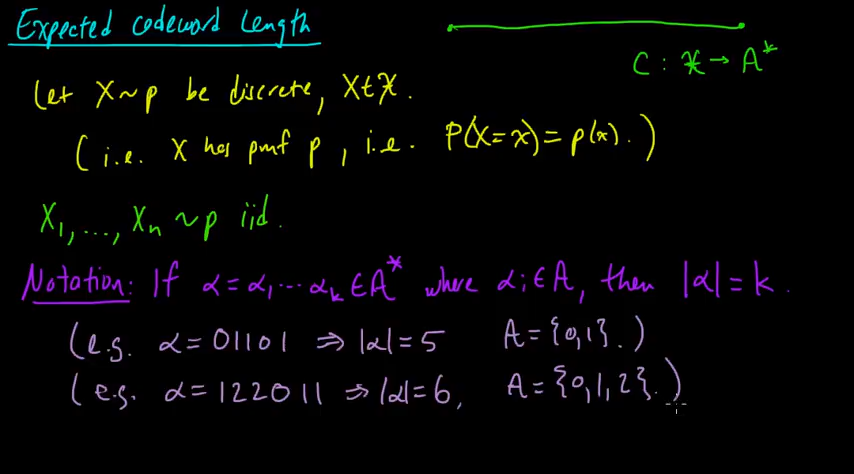 Expected codeword Length
C : 𝒳 → A*
Let X~p be discrete, X∈𝒳.
(i.e. X has pmf p, i.e. P(X=x)=p(x).)
X₁,...,Xₙ ~p iid.
Notation: If α=α₁...αₖ∈A* where αᵢ∈A, then |α|=k.
(e.g. α=01101 ⇒ |α|=5 A={0,1}.)
(e.g. α=122011 ⇒ |α|=6, A={0,1,2}.)